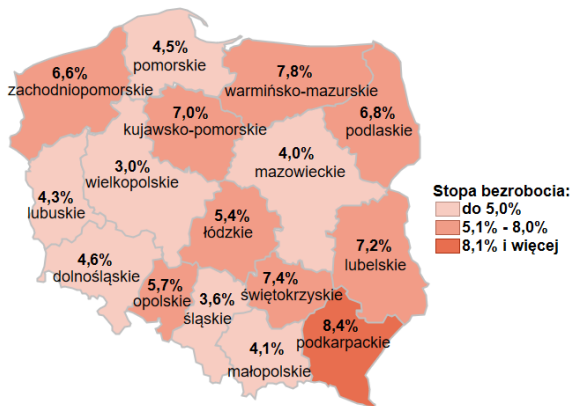 4,5%
pomorskie
6,6%
zachodniopomorskie
7,8%
warmińsko-mazurskie
7,0%
kujawsko-pomorskie
6,8%
podlaskie
3,0%
wielkopolskie
4,0%
mazowieckie
4,3%
lubuskie
5,4%
łódzkie
4,6%
dolnośląskie
5,7%
opolskie
3,6%
śląskie
7,4%
świętokrzyskie
7,2%
lubelskie
8,4%
podkarpackie
4,1%
małopolskie
Stopa bezrobocia:
do 5,0%
5,1% - 8,0%
8,1% i więcej